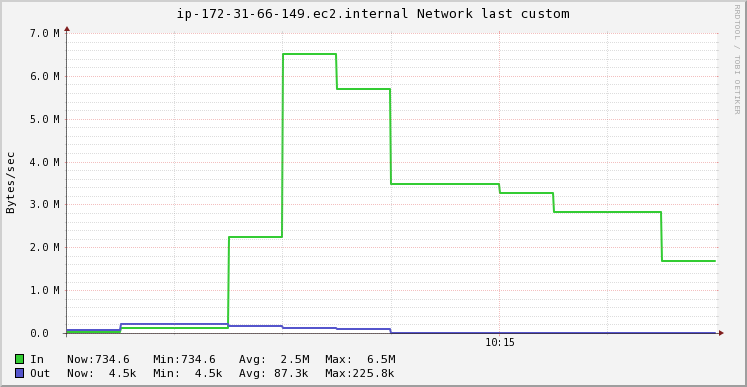 ip-172-31-66-149.ec2.internal Network last custom
RRDTOOL / TOBI OETIKER
Bytes/sec
7.0 M
6.0 M
5.0 M
4.0 M
3.0 M
2.0 M
1.0 M
0.0
10:15
In Now:734.6 Min:734.6 Avg: 2.5M Max: 6.5M
Out Now: 4.5k Min: 4.5k Avg: 87.3k Max:225.8k